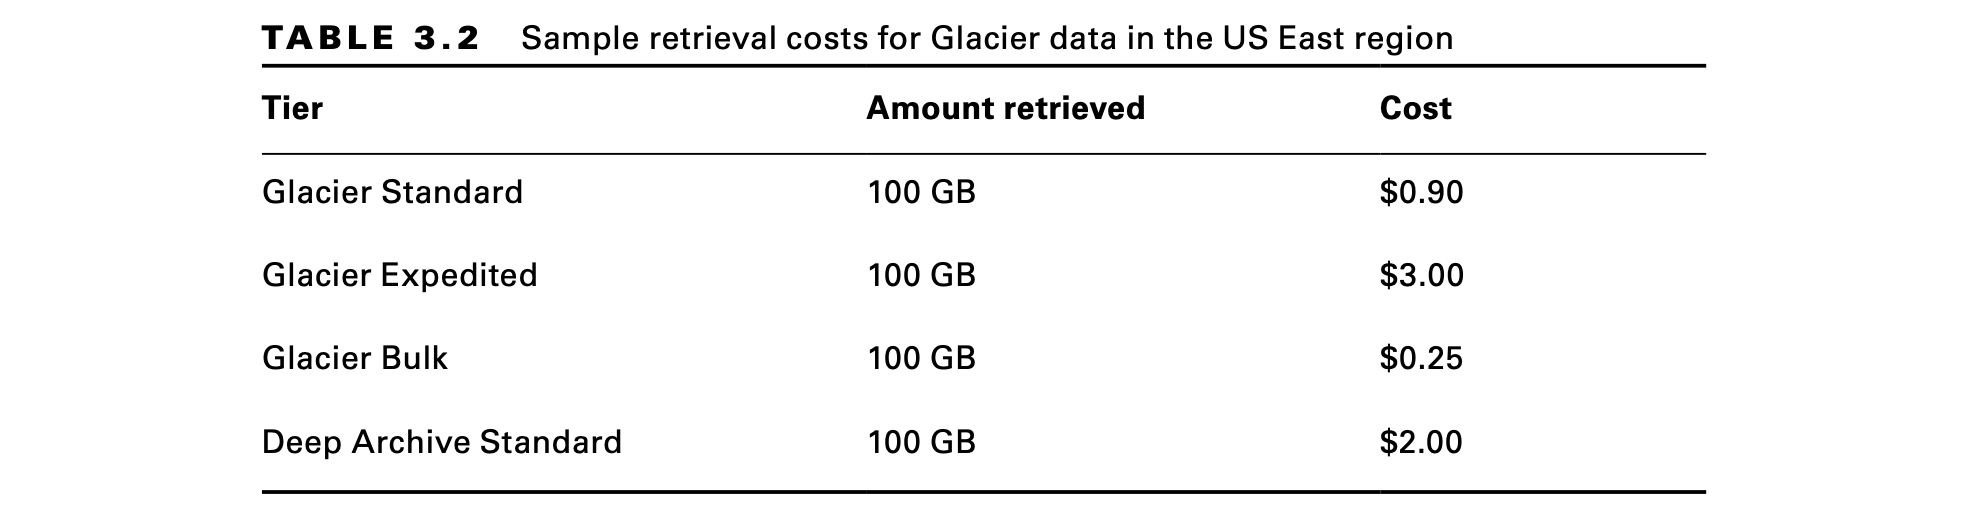 TABLE 3.2 Sample retrieval costs for Glacier data in the US East region
Tier Amount retrieved Cost
Glacier Standard 100 GB $0.90
Glacier Expedited 100 GB $3.00
Glacier Bulk 100 GB $0.25
Deep Archive Standard 100 GB $2.00